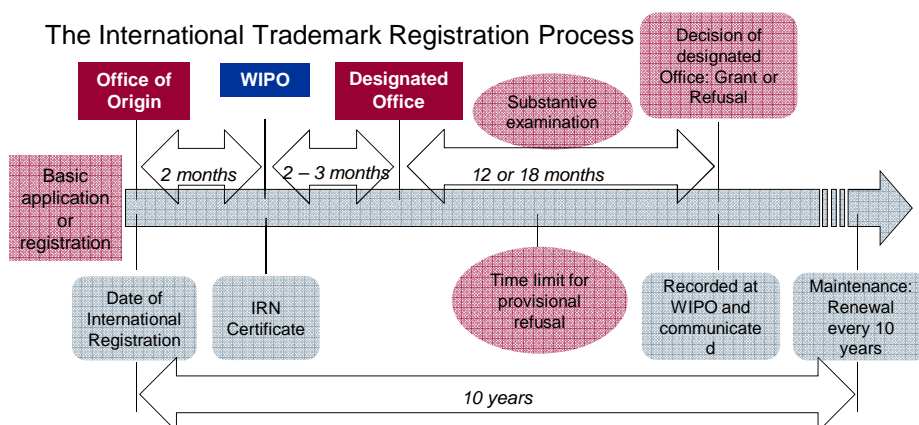 The International Trademark Registration Process
Decision of
designated
Office: Grant or
Refusal
Office of
Origin
WIPO
Designated
Office
Substantive
examination
2 months
2 – 3 months
12 or 18 months
Basic
application
or
registration
Date of
International
Registration
IRN
Certificate
Time limit for
provisional
refusal
Recorded at
WIPO and
communicate
d
Maintenance:
Renewal
every 10
years
10 years